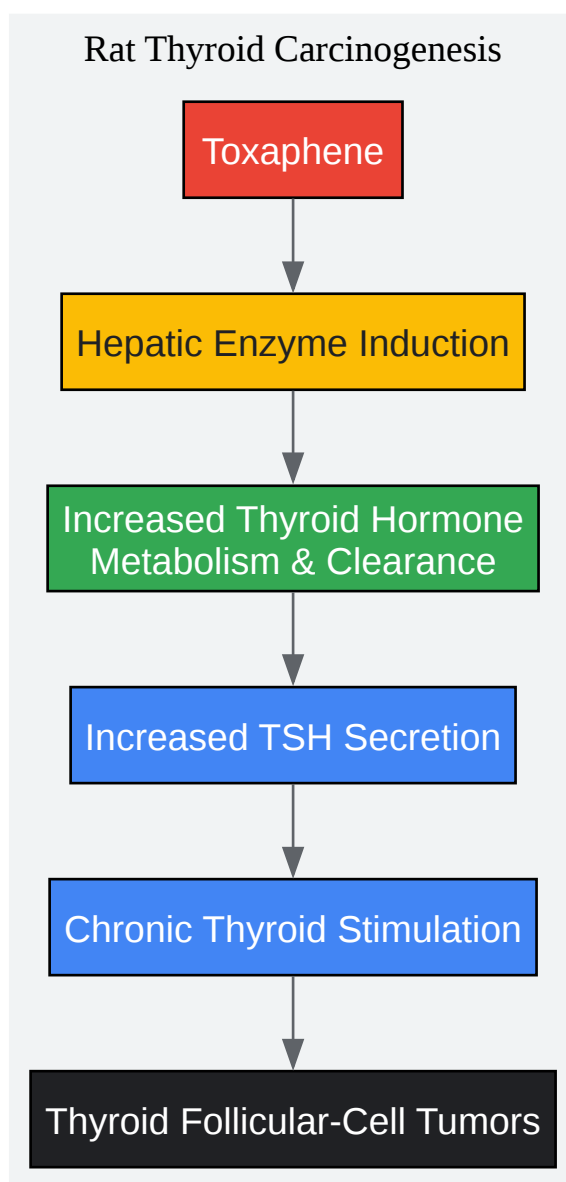 Rat Thyroid Carcinogenesis
Toxaphene
Hepatic Enzyme Induction
Increased Thyroid Hormone
Metabolism & Clearance
Increased TSH Secretion
Chronic Thyroid Stimulation
Thyroid Follicular-Cell Tumors